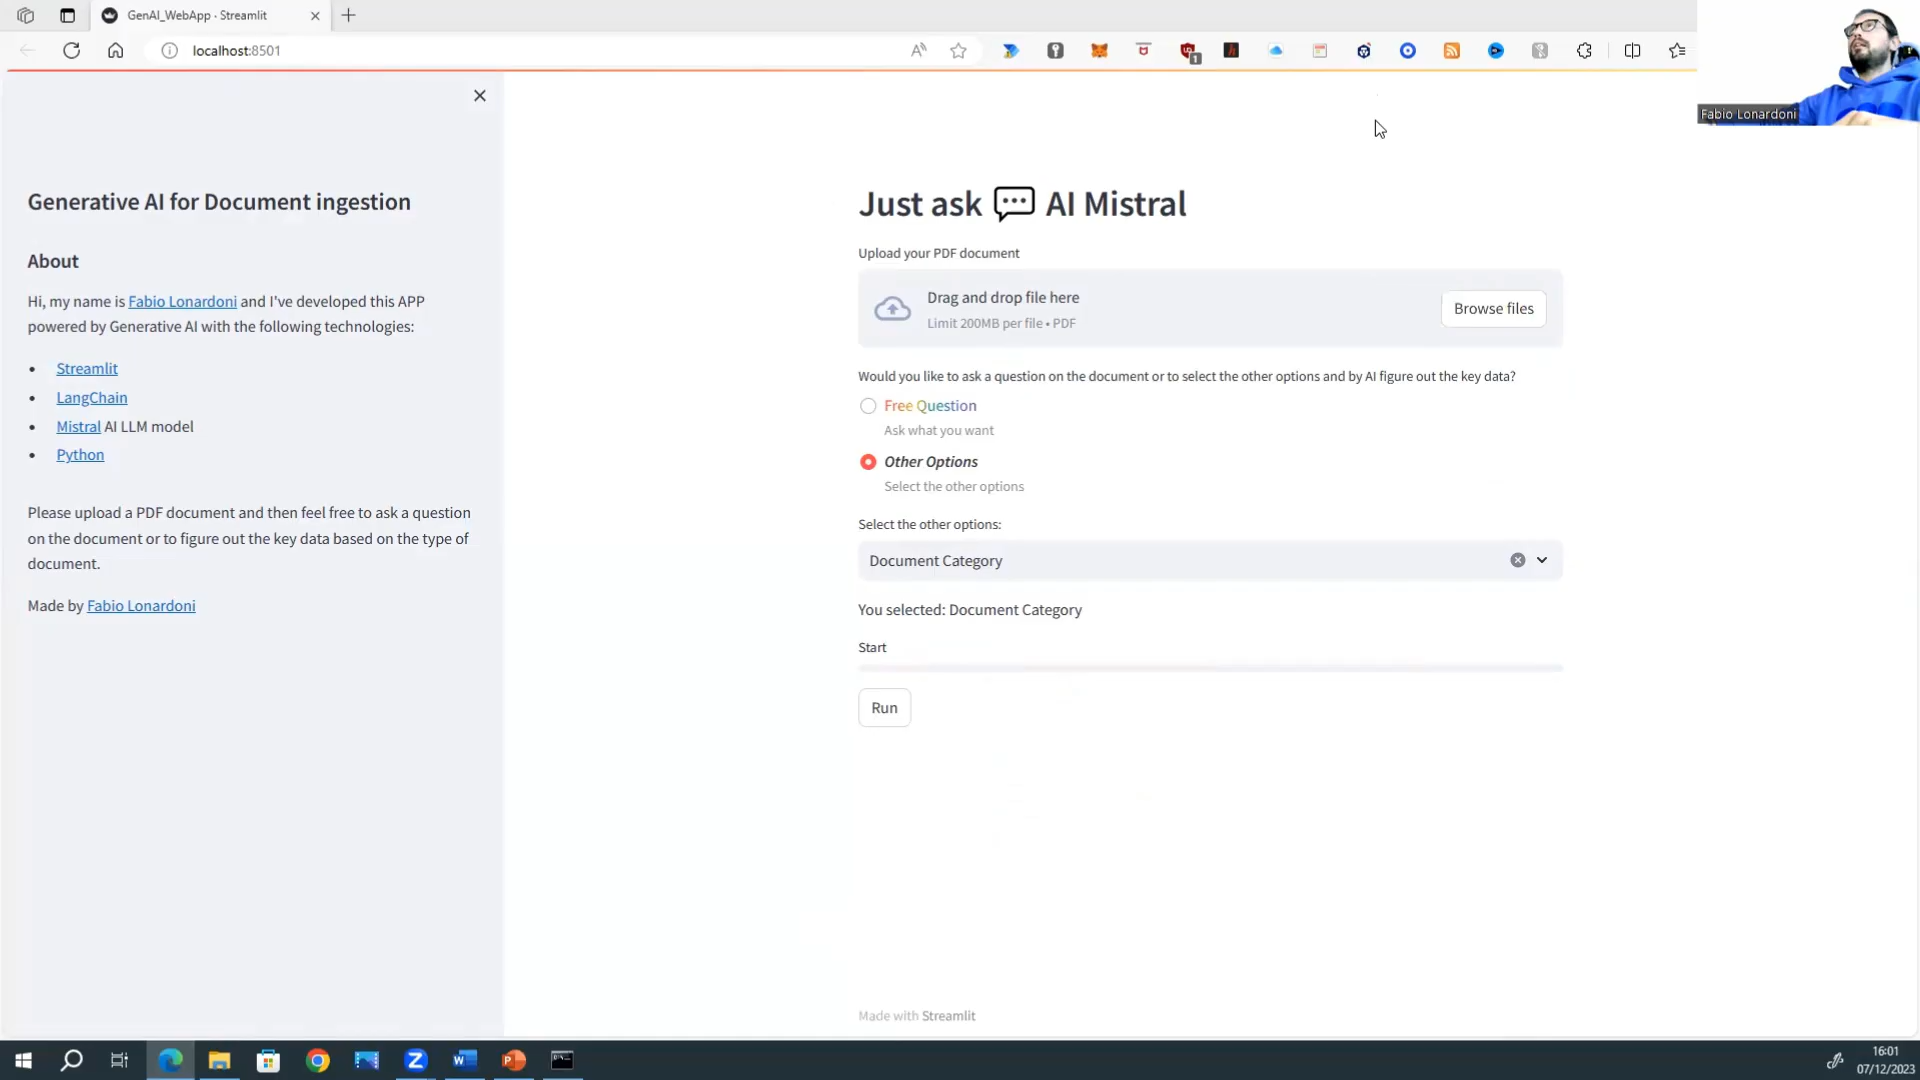 GenAI_WebApp · Streamlit
localhost:8501
1
Fabio Lonardoni
Generative AI for Document ingestion
About
Hi, my name is Fabio Lonardoni and I've developed this APP
powered by Generative AI with the following technologies:
• Streamlit
• LangChain
• Mistral AI LLM model
• Python
Please upload a PDF document and then feel free to ask a question
on the document or to figure out the key data based on the type of
document.
Made by Fabio Lonardoni
Just ask 💬 AI Mistral
Upload your PDF document
Drag and drop file here
Limit 200MB per file • PDF
Browse files
Would you like to ask a question on the document or to select the other options and by AI figure out the key data?
Free Question
Ask what you want
Other Options
Select the other options
Select the other options:
Document Category
You selected: Document Category
Start
Run
Made with Streamlit
16:01
07/12/2023